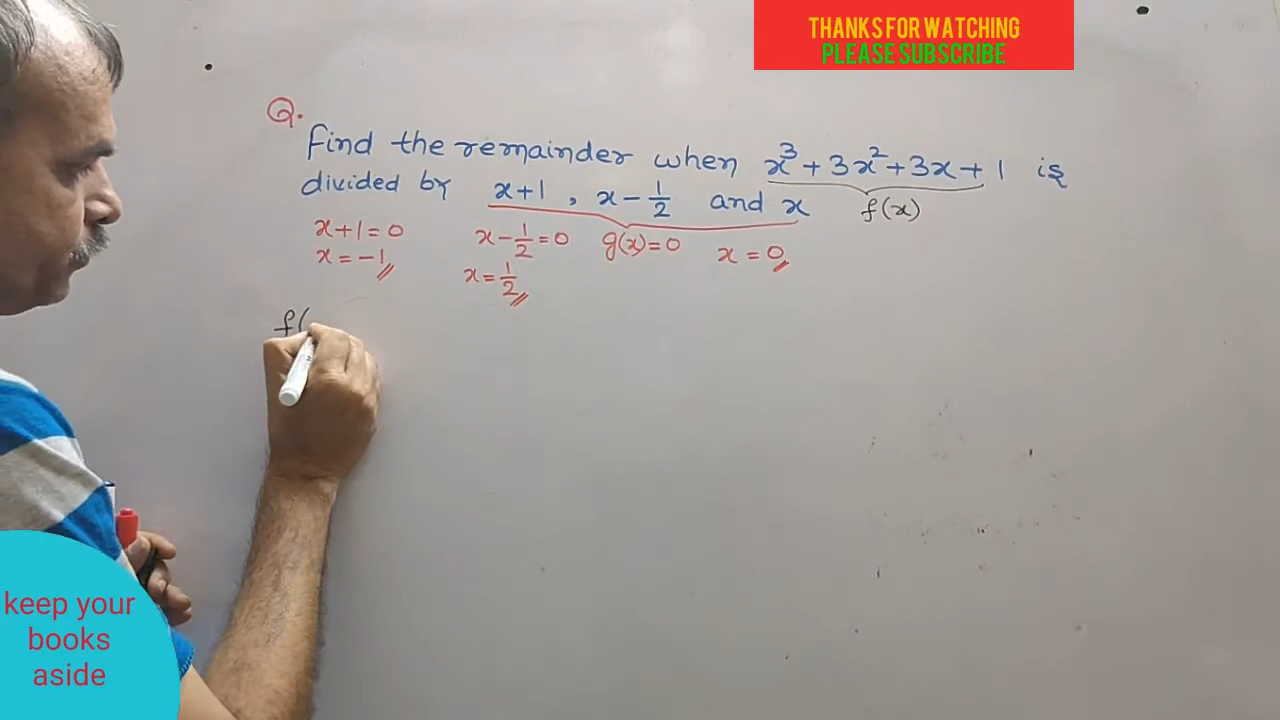 THANKS FOR WATCHING
PLEASE SUBSCRIBE
Q.
Find the remainder when x³ + 3x² + 3x + 1 is
divided by x + 1 , x - 1/2 and x f(x)
x + 1 = 0 x - 1/2 = 0 g(x) = 0 x = 0
x = -1 x = 1/2
f(
keep your
books
aside